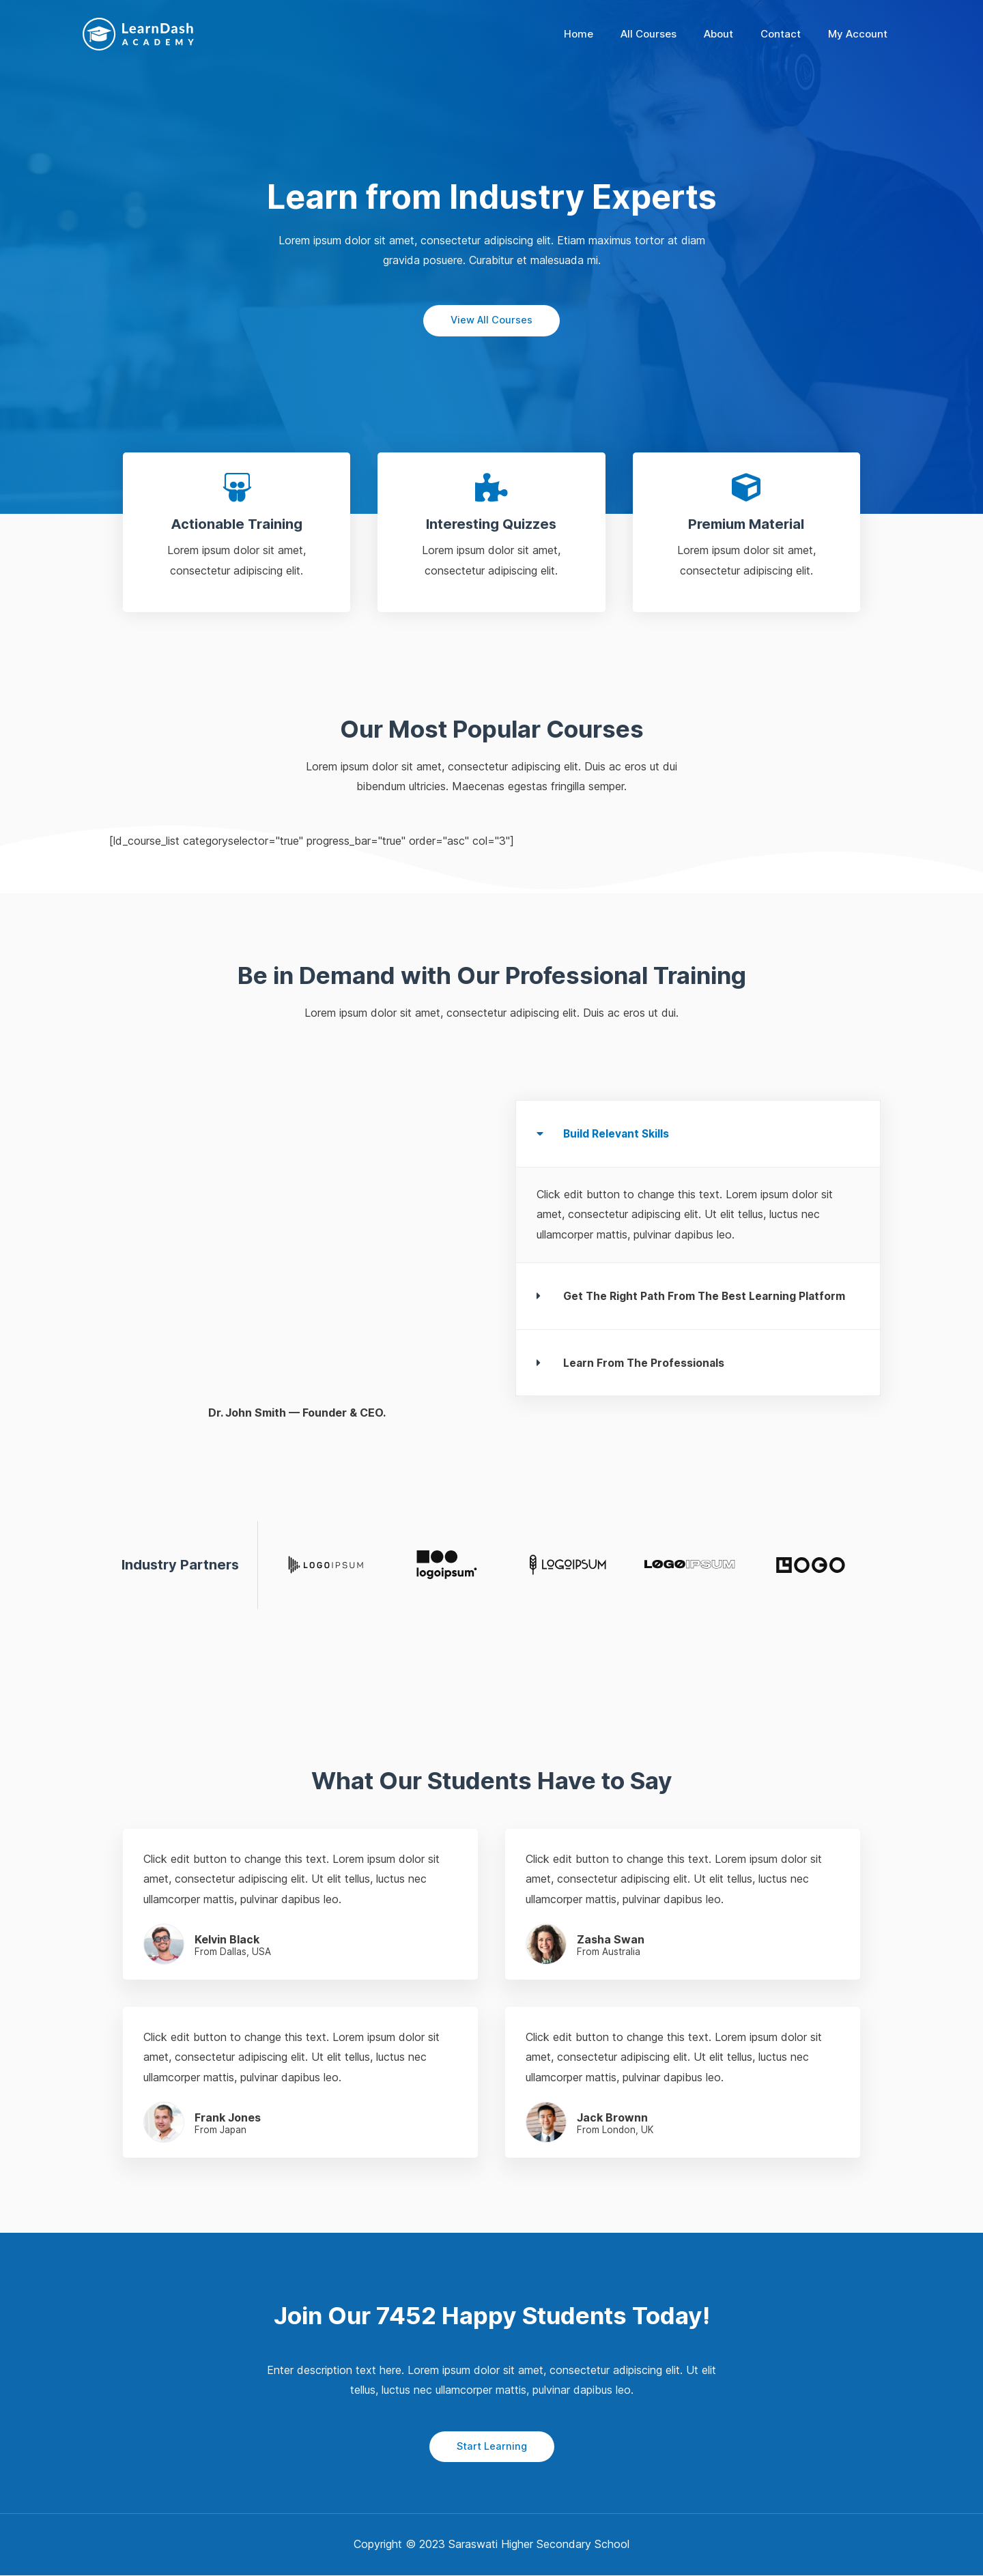 LearnDash
ACADEMY
Home All Courses About Contact My Account
Learn from Industry Experts
Lorem ipsum dolor sit amet, consectetur adipiscing elit. Etiam maximus tortor at diam
gravida posuere. Curabitur et malesuada mi.
View All Courses
Actionable Training
Lorem ipsum dolor sit amet,
consectetur adipiscing elit.
Interesting Quizzes
Lorem ipsum dolor sit amet,
consectetur adipiscing elit.
Premium Material
Lorem ipsum dolor sit amet,
consectetur adipiscing elit.
Our Most Popular Courses
Lorem ipsum dolor sit amet, consectetur adipiscing elit. Duis ac eros ut dui
bibendum ultricies. Maecenas egestas fringilla semper.
[ld_course_list categoryselector="true" progress_bar="true" order="asc" col="3"]
Be in Demand with Our Professional Training
Lorem ipsum dolor sit amet, consectetur adipiscing elit. Duis ac eros ut dui.
Build Relevant Skills
Click edit button to change this text. Lorem ipsum dolor sit
amet, consectetur adipiscing elit. Ut elit tellus, luctus nec
ullamcorper mattis, pulvinar dapibus leo.
Get The Right Path From The Best Learning Platform
Learn From The Professionals
Dr. John Smith — Founder & CEO.
Industry Partners
LOGOIPSUM
logoipsum
LOGOIPSUM
LOGOIPSUM
LOGO
What Our Students Have to Say
Click edit button to change this text. Lorem ipsum dolor sit
amet, consectetur adipiscing elit. Ut elit tellus, luctus nec
ullamcorper mattis, pulvinar dapibus leo.
Kelvin Black
From Dallas, USA
Click edit button to change this text. Lorem ipsum dolor sit
amet, consectetur adipiscing elit. Ut elit tellus, luctus nec
ullamcorper mattis, pulvinar dapibus leo.
Zasha Swan
From Australia
Click edit button to change this text. Lorem ipsum dolor sit
amet, consectetur adipiscing elit. Ut elit tellus, luctus nec
ullamcorper mattis, pulvinar dapibus leo.
Frank Jones
From Japan
Click edit button to change this text. Lorem ipsum dolor sit
amet, consectetur adipiscing elit. Ut elit tellus, luctus nec
ullamcorper mattis, pulvinar dapibus leo.
Jack Brownn
From London, UK
Join Our 7452 Happy Students Today!
Enter description text here. Lorem ipsum dolor sit amet, consectetur adipiscing elit. Ut elit
tellus, luctus nec ullamcorper mattis, pulvinar dapibus leo.
Start Learning
Copyright © 2023 Saraswati Higher Secondary School